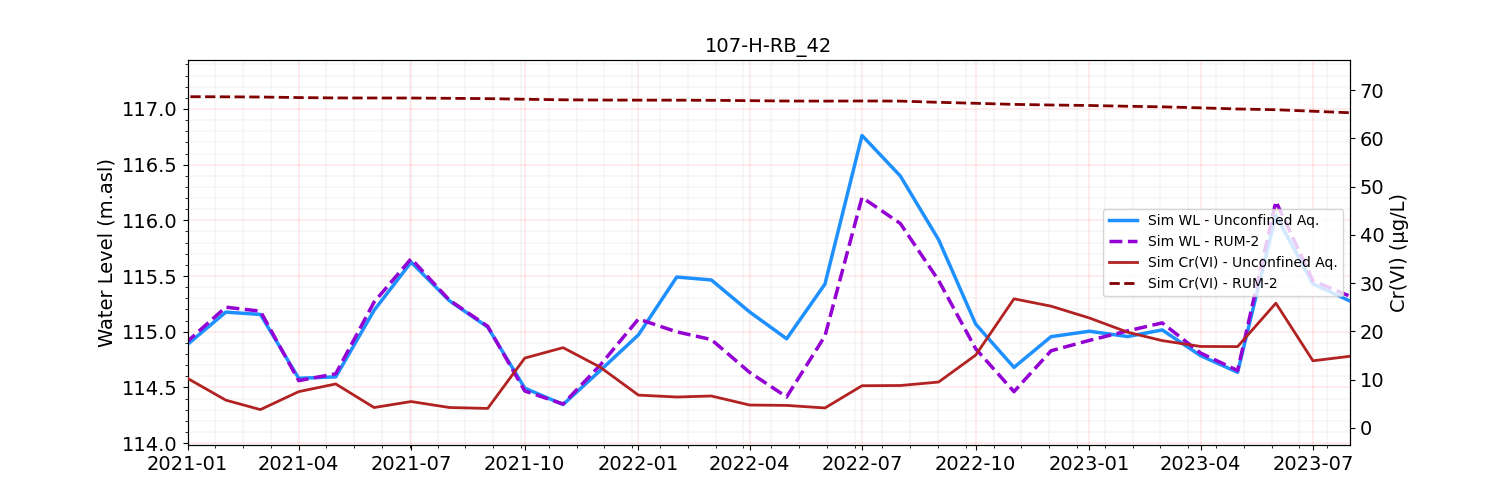 107-H-RB_42
Water Level (m.asl)
117.0
116.5
116.0
115.5
115.0
114.5
114.0
70
60
50
40
30
20
10
0
Cr(VI) (µg/L)
Sim WL - Unconfined Aq.
Sim WL - RUM-2
Sim Cr(VI) - Unconfined Aq.
Sim Cr(VI) - RUM-2
2021-01 2021-04 2021-07 2021-10 2022-01 2022-04 2022-07 2022-10 2023-01 2023-04 2023-07